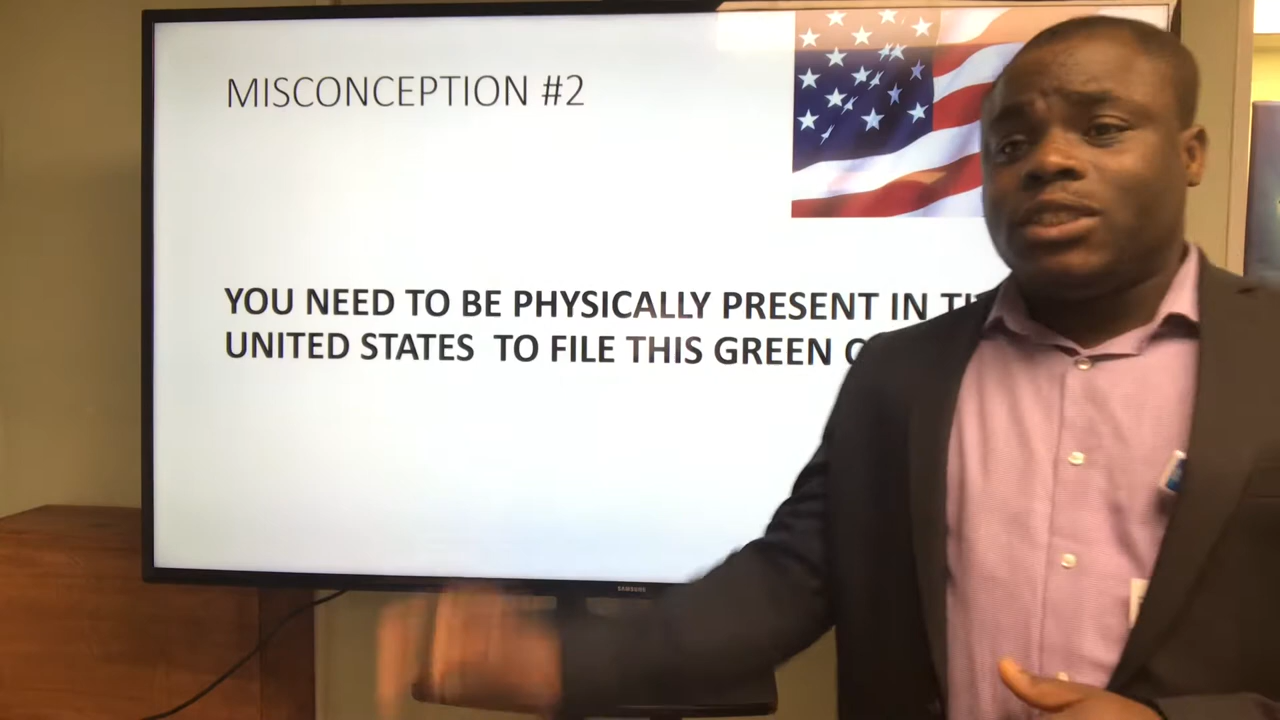 MISCONCEPTION #2
YOU NEED TO BE PHYSICALLY PRESENT IN
UNITED STATES TO FILE THIS GREEN
SAMSUNG